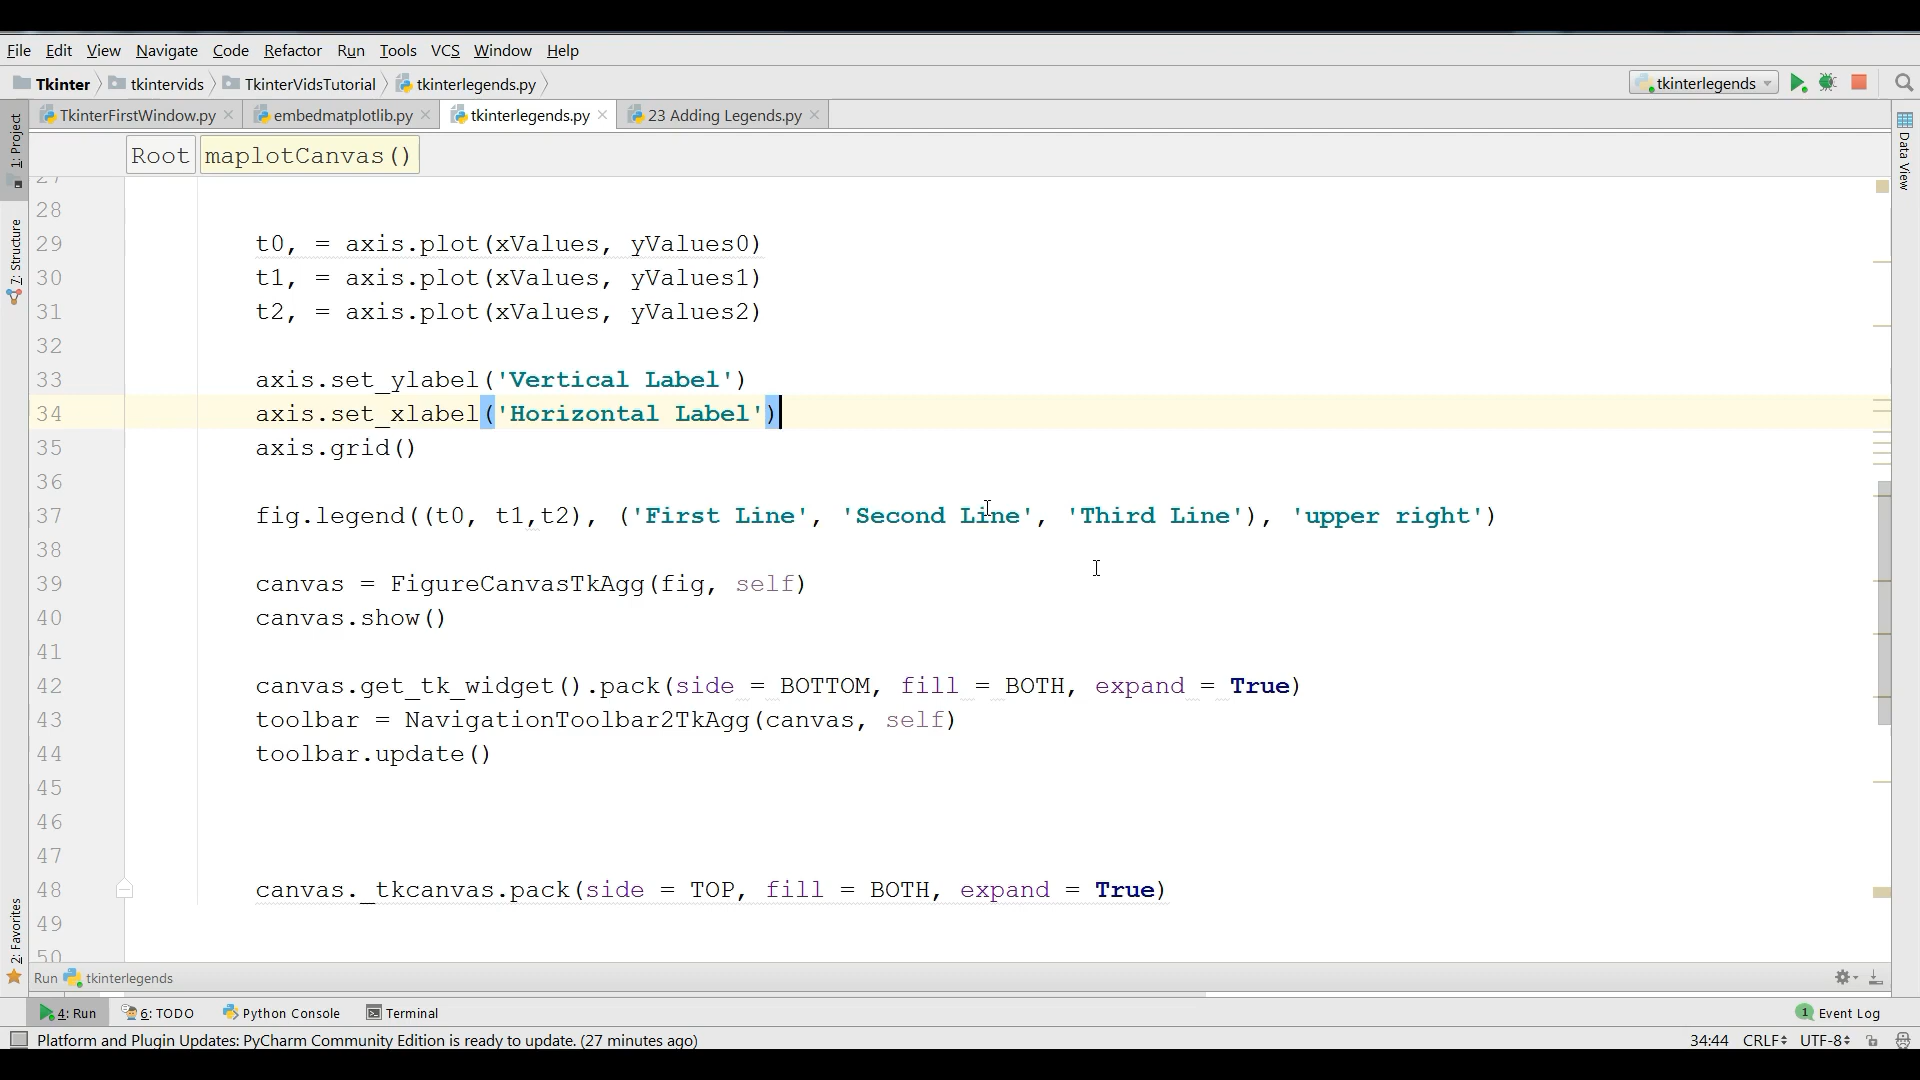 File Edit View Navigate Code Refactor Run Tools VCS Window Help
Tkinter tkintervids TkinterVidsTutorial tkinterlegends.py tkinterlegends
TkinterFirstWindow.py embedmatplotlib.py tkinterlegends.py 23 Adding Legends.py
1: Project
7: Structure
2: Favorites
Data View
Root maplotCanvas()
27
28
29 t0, = axis.plot(xValues, yValues0)
30 t1, = axis.plot(xValues, yValues1)
31 t2, = axis.plot(xValues, yValues2)
32
33 axis.set_ylabel('Vertical Label')
34 axis.set_xlabel('Horizontal Label')
35 axis.grid()
36
37 fig.legend((t0, t1,t2), ('First Line', 'Second Line', 'Third Line'), 'upper right')
38
39 canvas = FigureCanvasTkAgg(fig, self)
40 canvas.show()
41
42 canvas.get_tk_widget().pack(side = BOTTOM, fill = BOTH, expand = True)
43 toolbar = NavigationToolbar2TkAgg(canvas, self)
44 toolbar.update()
45
46
47
48 canvas._tkcanvas.pack(side = TOP, fill = BOTH, expand = True)
49
50
Run tkinterlegends
4: Run 6: TODO Python Console Terminal 1 Event Log
Platform and Plugin Updates: PyCharm Community Edition is ready to update. (27 minutes ago) 34:44 CRLF UTF-8